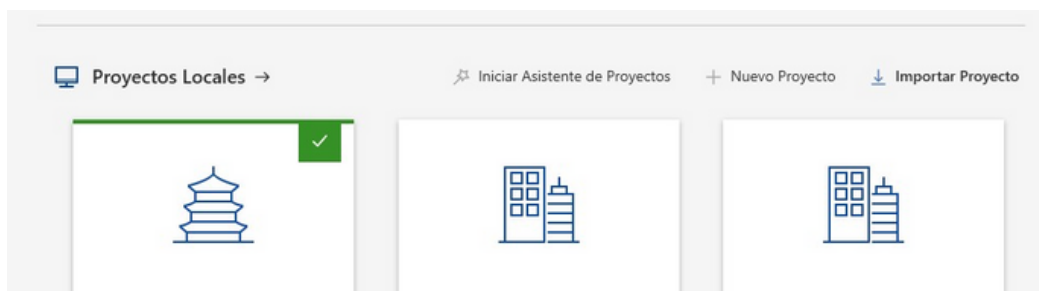 Proyectos Locales →
Iniciar Asistente de Proyectos
Nuevo Proyecto
Importar Proyecto